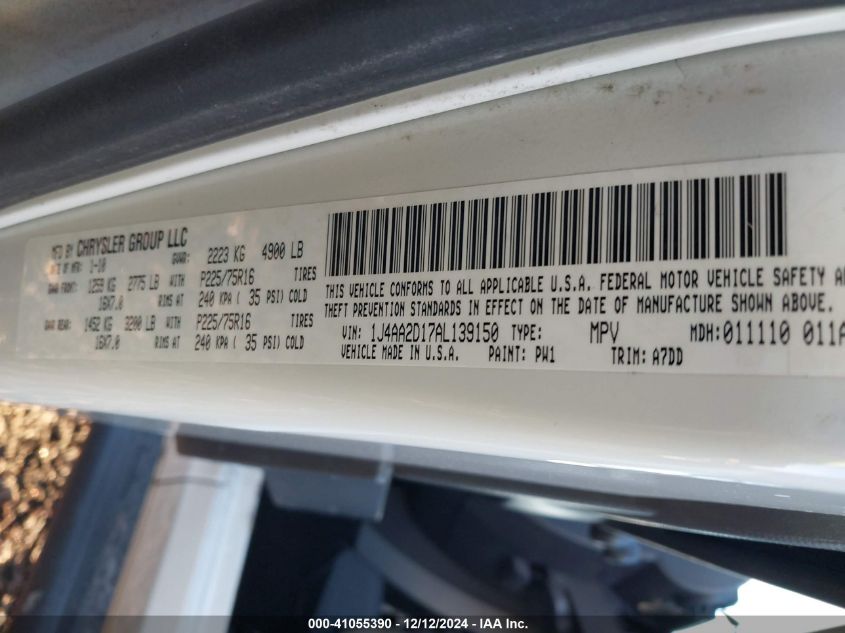 MFD BY CHRYSLER GROUP LLC
OF MFR: 1-10 GVWR: 2223 KG 4900 LB
GAWR FRONT: 1259 KG 2775 LB WITH P225/75R16 TIRES
16X7.0 RIMS AT 240 KPA ( 35 PSI) COLD
GAWR REAR: 1452 KG 3200 LB WITH P225/75R16 TIRES
16X7.0 RIMS AT 240 KPA ( 35 PSI) COLD
THIS VEHICLE CONFORMS TO ALL APPLICABLE U.S.A. FEDERAL MOTOR VEHICLE SAFETY
THEFT PREVENTION STANDARDS IN EFFECT ON THE DATE OF MANUFACTURE SHOWN ABOVE.
VIN: 1J4AA2D17AL139150 TYPE: MPV MDH: 011110 011A
VEHICLE MADE IN U.S.A. PAINT: PW1 TRIM: A7DD
000-41055390 - 12/12/2024 - IAA Inc.